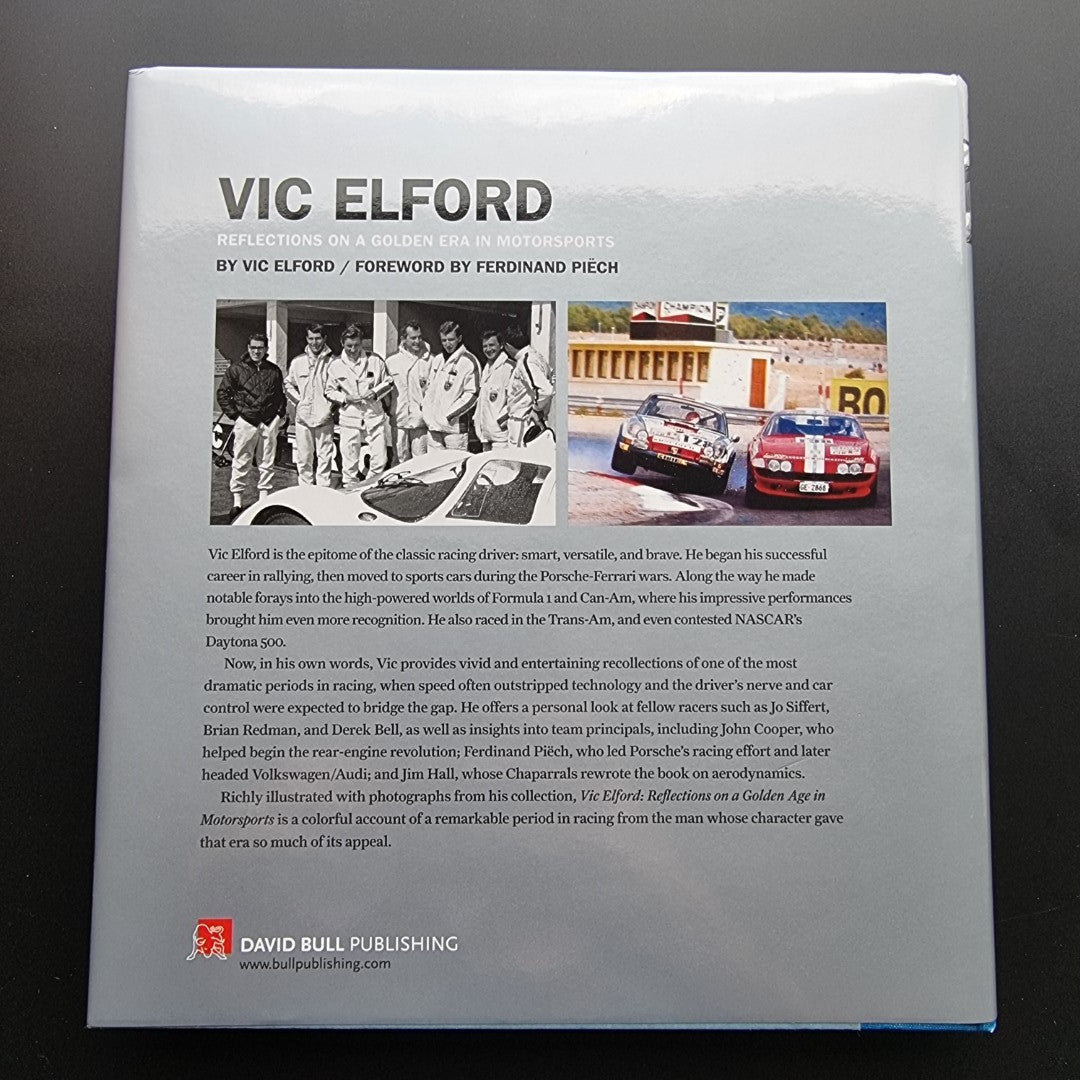 VIC ELFORD
REFLECTIONS ON A GOLDEN ERA IN MOTORSPORTS
BY VIC ELFORD / FOREWORD BY FERDINAND PIËCH
CHAMPION
BO
GE·2868
Vic Elford is the epitome of the classic racing driver: smart, versatile, and brave. He began his successful
career in rallying, then moved to sports cars during the Porsche-Ferrari wars. Along the way he made
notable forays into the high-powered worlds of Formula 1 and Can-Am, where his impressive performances
brought him even more recognition. He also raced in the Trans-Am, and even contested NASCAR's
Daytona 500.
Now, in his own words, Vic provides vivid and entertaining recollections of one of the most
dramatic periods in racing, when speed often outstripped technology and the driver's nerve and car
control were expected to bridge the gap. He offers a personal look at fellow racers such as Jo Siffert,
Brian Redman, and Derek Bell, as well as insights into team principals, including John Cooper, who
helped begin the rear-engine revolution; Ferdinand Piëch, who led Porsche's racing effort and later
headed Volkswagen/Audi; and Jim Hall, whose Chaparrals rewrote the book on aerodynamics.
Richly illustrated with photographs from his collection, Vic Elford: Reflections on a Golden Age in
Motorsports is a colorful account of a remarkable period in racing from the man whose character gave
that era so much of its appeal.
DAVID BULL PUBLISHING
www.bullpublishing.com